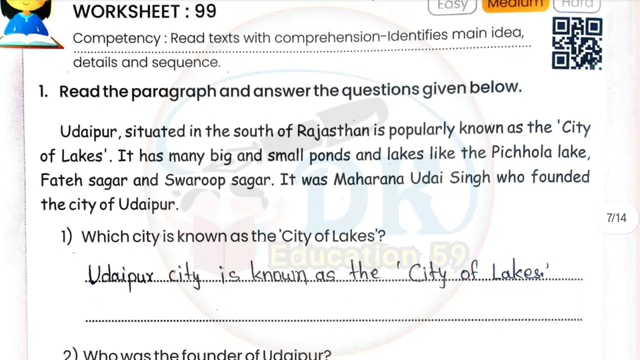 WORKSHEET : 99
Easy Medium Hard
Competency : Read texts with comprehension-Identifies main idea,
details and sequence.
1. Read the paragraph and answer the questions given below.
Udaipur, situated in the south of Rajasthan is popularly known as the 'City
of Lakes'. It has many big and small ponds and lakes like the Pichhola lake,
Fateh sagar and Swaroop sagar. It was Maharana Udai Singh who founded
the city of Udaipur.
7/14
1) Which city is known as the 'City of Lakes'?
DK
Education 59
Udaipur city is known as the 'City of Lakes.'
2) Who was the founder of Udaipur?